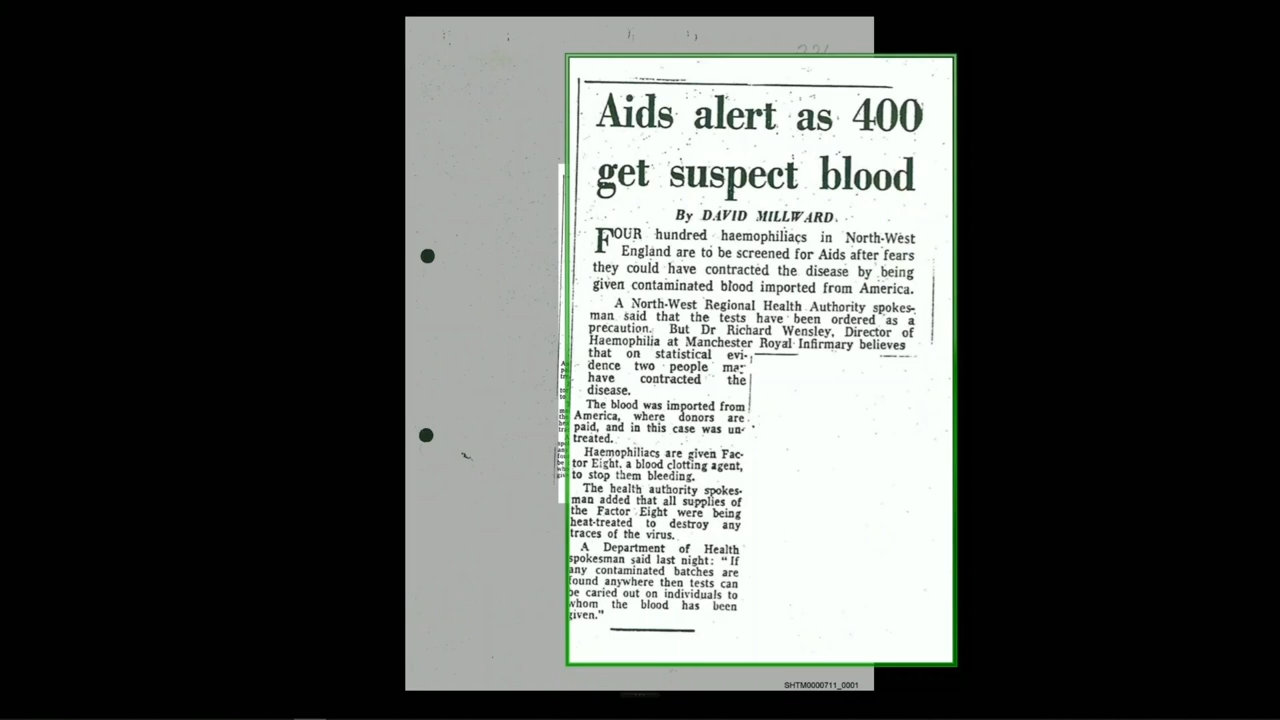 Aids alert as 400
get suspect blood
By DAVID MILLWARD.
FOUR hundred haemophiliacs in North-West
England are to be screened for Aids after fears
they could have contracted the disease by being
given contaminated blood imported from America.
A North-West Regional Health Authority spokes-
man said that the tests have been ordered as a
precaution. But Dr Richard Wensley, Director of
Haemophilia at Manchester Royal Infirmary believes
that on statistical evi-
dence two people may
have contracted the
disease.
The blood was imported from
America, where donors are
paid, and in this case was un-
treated.
Haemophiliacs are given Fac-
tor Eight, a blood clotting agent,
to stop them bleeding.
The health authority spokes-
man added that all supplies of
the Factor Eight were being
heat-treated to destroy any
traces of the virus.
A Department of Health
spokesman said last night: "If
any contaminated batches are
found anywhere then tests can
be caried out on individuals to
whom the blood has been
given."
SHTM0000711_0001